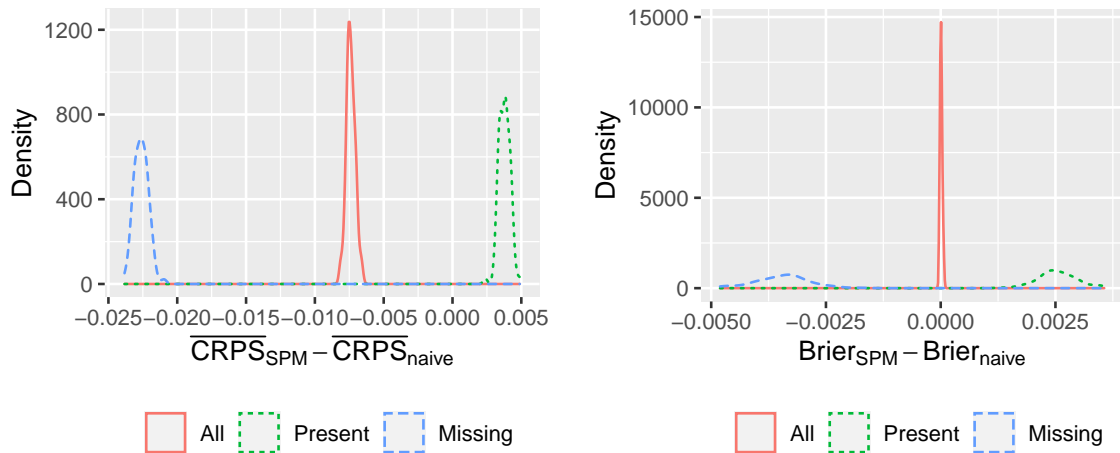 1200
800
400
0
Density
−0.025 −0.020 −0.015 −0.010 −0.005 0.000 0.005
CRPS_SPM − CRPS_naive
All Present Missing
15000
10000
5000
0
Density
−0.0050 −0.0025 0.0000 0.0025
Brier_SPM − Brier_naive
All Present Missing